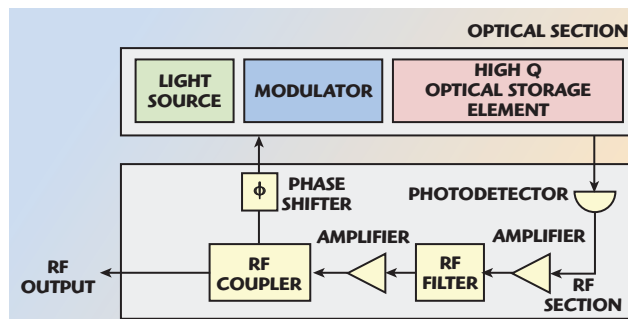 OPTICAL SECTION
LIGHT
SOURCE
MODULATOR
HIGH Q
OPTICAL STORAGE
ELEMENT
ϕ
PHASE
SHIFTER
PHOTODETECTOR
RF
OUTPUT
RF
COUPLER
AMPLIFIER
RF
FILTER
AMPLIFIER
RF
SECTION